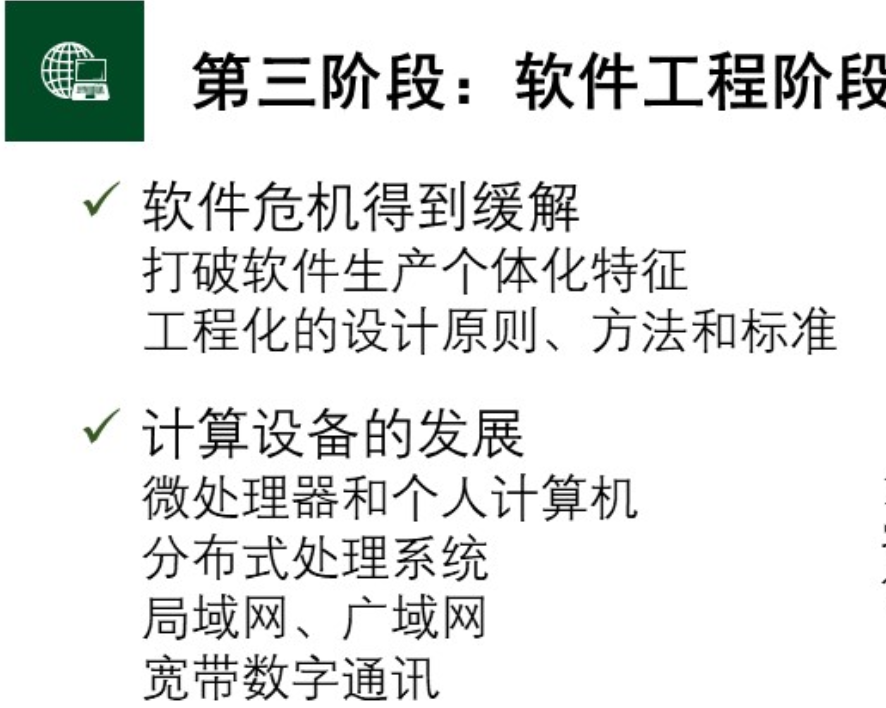 第三阶段：软件工程阶段
软件危机得到缓解
打破软件生产个体化特征
工程化的设计原则、方法和标准
计算设备的发展
微处理器和个人计算机
分布式处理系统
局域网、广域网
宽带数字通讯